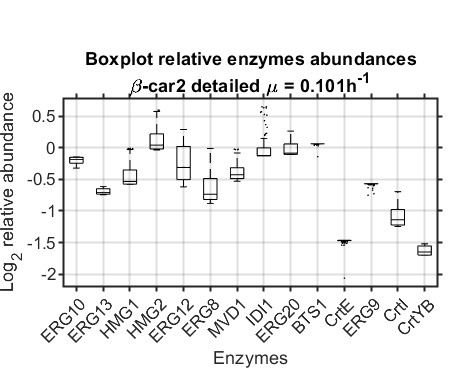 Boxplot relative enzymes abundances
β-car2 detailed μ = 0.101h⁻¹
Log₂ relative abundance
0.5
0
-0.5
-1
-1.5
-2
ERG10
ERG13
HMG1
HMG2
ERG12
ERG8
MVD1
IDI1
ERG20
BTS1
CrtE
ERG9
CrtI
CrtYB
Enzymes